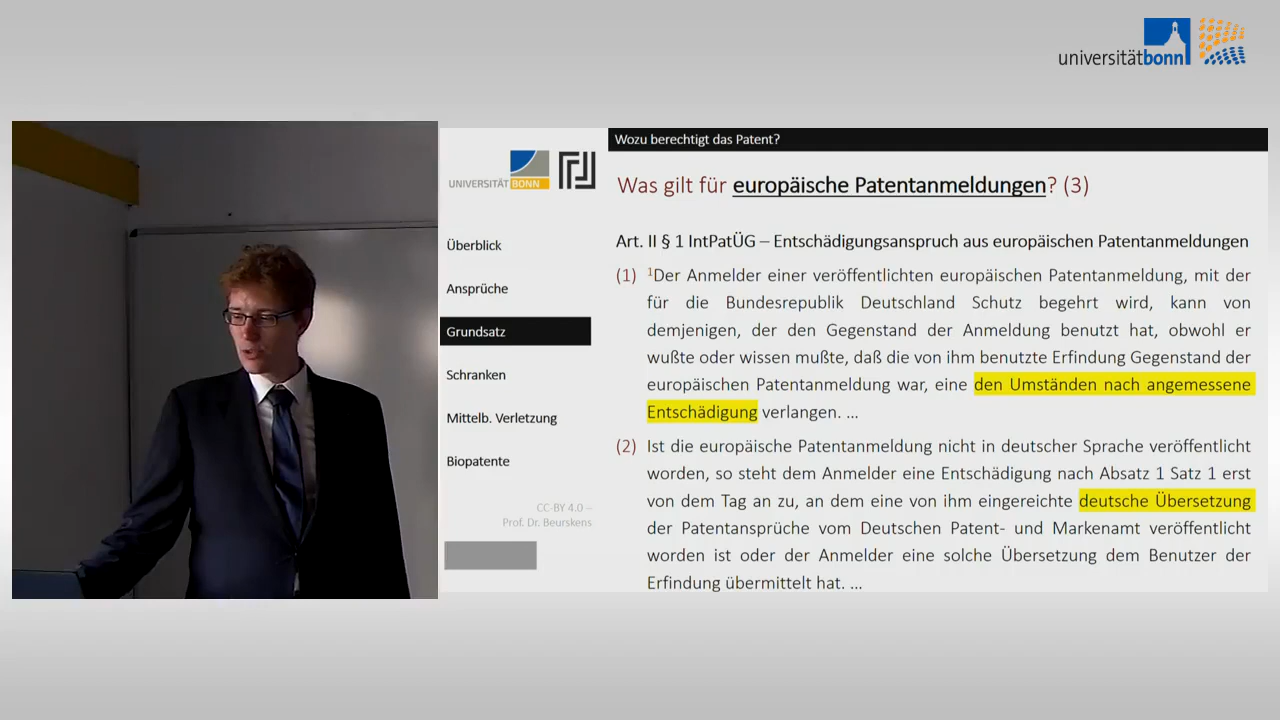 universitätbonn
Wozu berechtigt das Patent?
UNIVERSITÄT BONN
Was gilt für europäische Patentanmeldungen? (3)
Überblick
Ansprüche
Grundsatz
Schranken
Mittelb. Verletzung
Biopatente
CC-BY 4.0 –
Prof. Dr. Beurskens
Art. II § 1 IntPatÜG – Entschädigungsanspruch aus europäischen Patentanmeldungen
(1) ¹Der Anmelder einer veröffentlichten europäischen Patentanmeldung, mit der
für die Bundesrepublik Deutschland Schutz begehrt wird, kann von
demjenigen, der den Gegenstand der Anmeldung benutzt hat, obwohl er
wußte oder wissen mußte, daß die von ihm benutzte Erfindung Gegenstand der
europäischen Patentanmeldung war, eine den Umständen nach angemessene
Entschädigung verlangen. ...
(2) Ist die europäische Patentanmeldung nicht in deutscher Sprache veröffentlicht
worden, so steht dem Anmelder eine Entschädigung nach Absatz 1 Satz 1 erst
von dem Tag an zu, an dem eine von ihm eingereichte deutsche Übersetzung
der Patentansprüche vom Deutschen Patent- und Markenamt veröffentlicht
worden ist oder der Anmelder eine solche Übersetzung dem Benutzer der
Erfindung übermittelt hat. ...